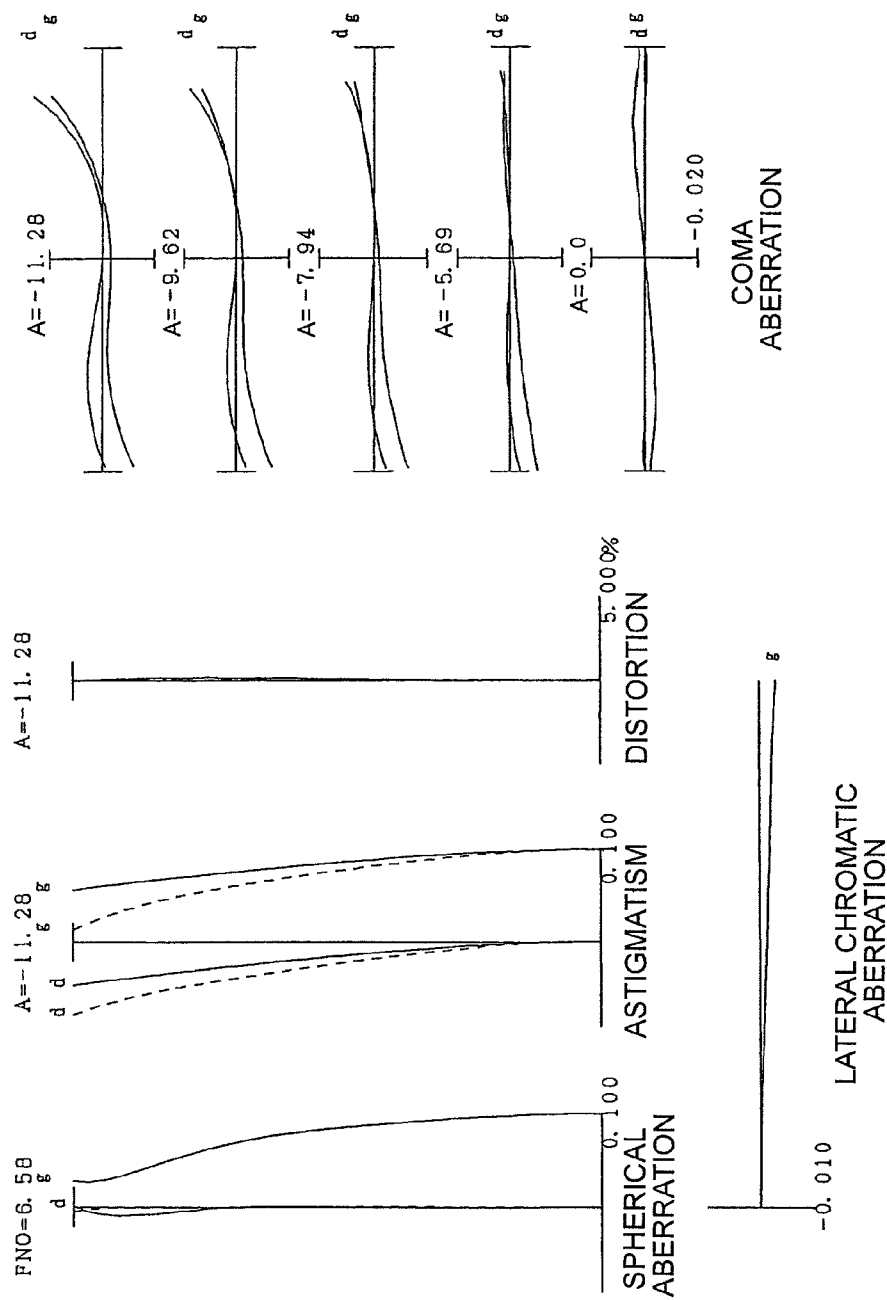 FNO=6.58
d g
0.100
SPHERICAL
ABERRATION
A=-11.28
d d g g
0.100
ASTIGMATISM
A=-11.28
5.000%
DISTORTION
A=-11.28
d g
A=-9.62
d g
A=-7.94
d g
A=-5.69
d g
A=0.0
d g
-0.020
COMA
ABERRATION
g
-0.010
LATERAL CHROMATIC
ABERRATION